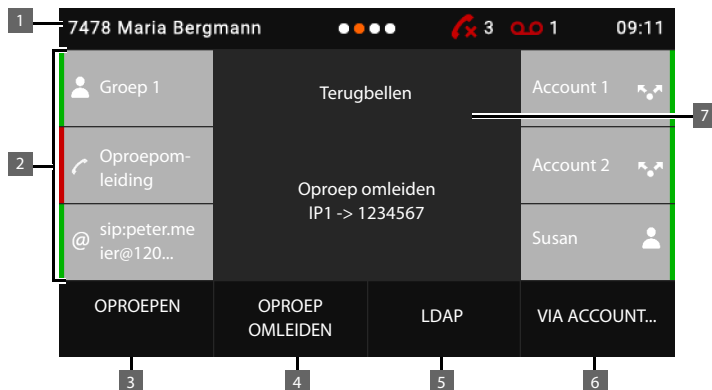 1
7478 Maria Bergmann
3
1
09:11
2
Groep 1
Oproepom-
leiding
@ sip:peter.me
ier@120...
Terugbellen
Oproep omleiden
IP1 -> 1234567
Account 1
Account 2
Susan
7
OPROEPEN
OPROEP
OMLEIDEN
LDAP
VIA ACCOUNT...
3
4
5
6